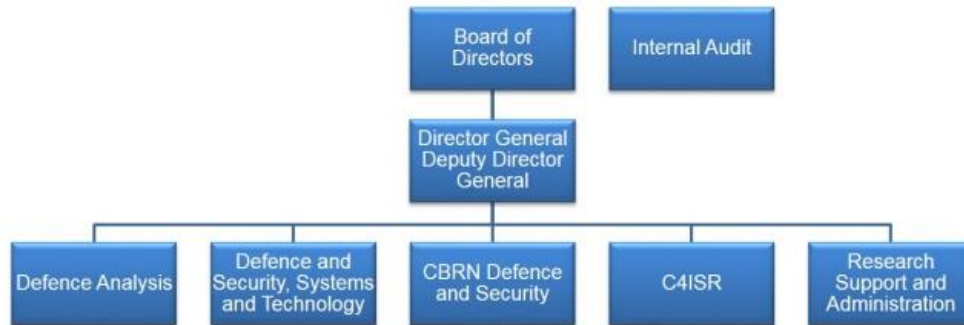 Board of
Directors
Internal Audit
Director General
Deputy Director
General
Defence Analysis
Defence and
Security, Systems
and Technology
CBRN Defence
and Security
C4ISR
Research
Support and
Administration